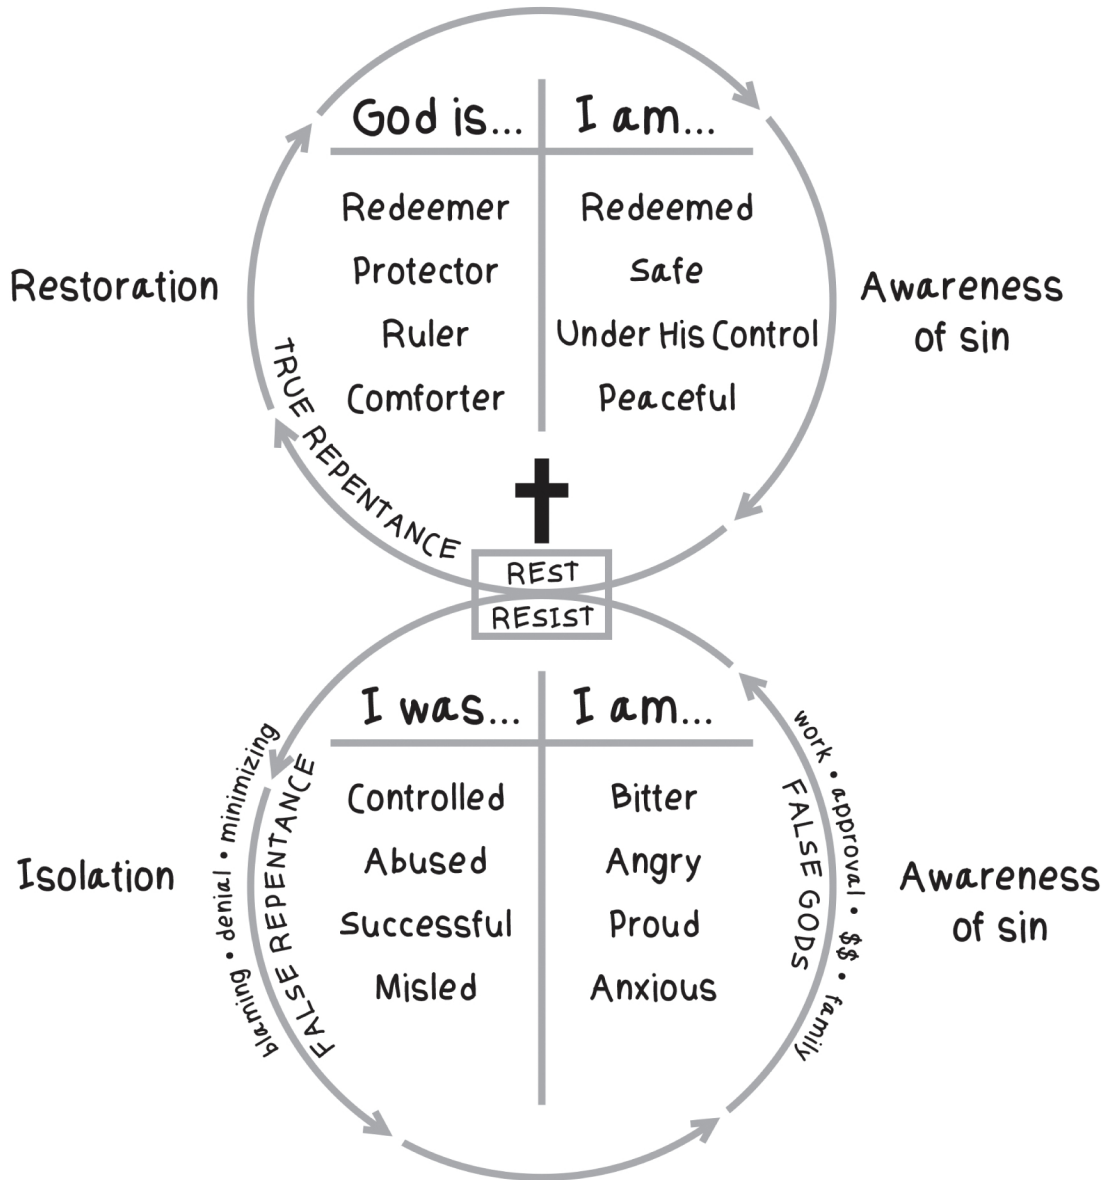 God is... I am...
Redeemer Redeemed
Protector Safe
Ruler Under His Control
Comforter Peaceful
Restoration
Awareness
of sin
TRUE REPENTANCE
REST
RESIST
I was... I am...
Controlled Bitter
Abused Angry
Successful Proud
Misled Anxious
Isolation
blaming • denial • minimizing
FALSE REPENTANCE
FALSE GODS
work • approval • $$ • family
Awareness
of sin